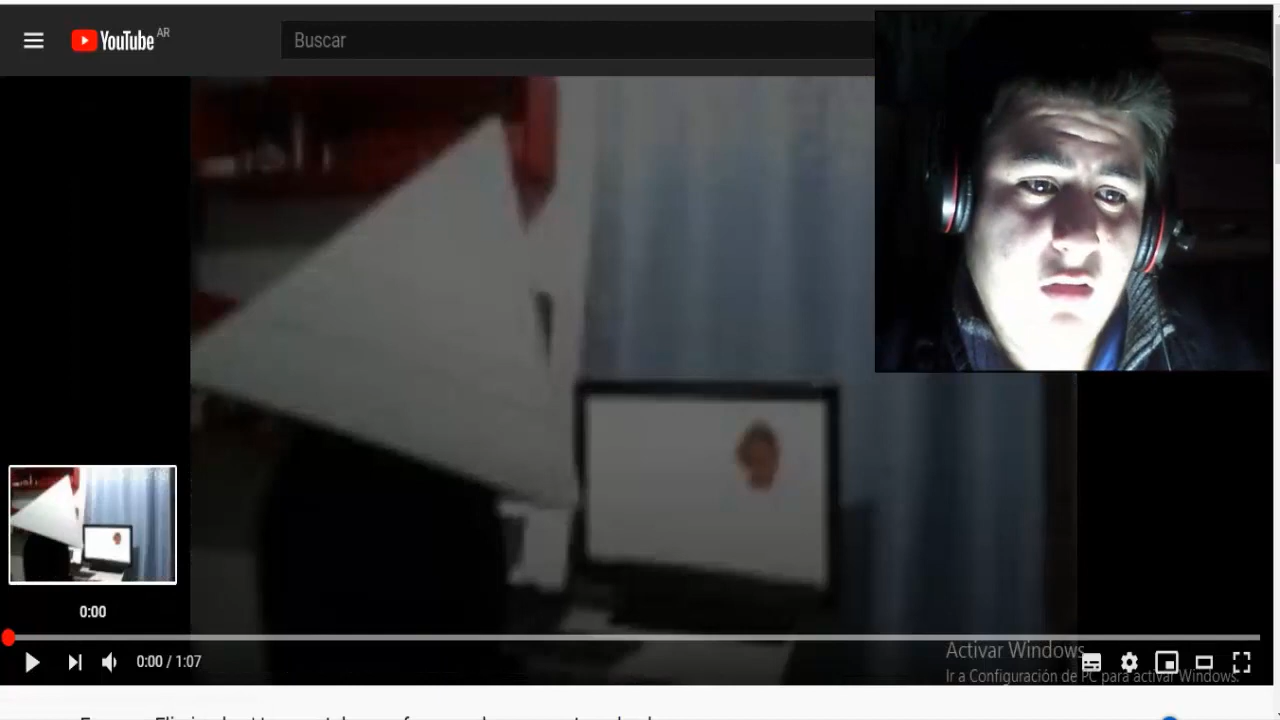 YouTube AR
Buscar
0:00
0:00 / 1:07
Activar Windows
Ir a Configuración de PC para activar Windows.